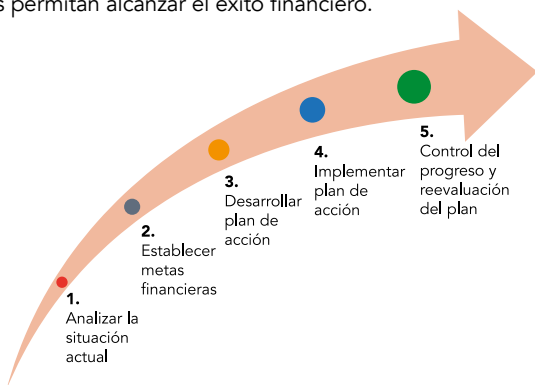 s permitan alcanzar el éxito financiero.
1.
Analizar la
situación
actual
2.
Establecer
metas
financieras
3.
Desarrollar
plan de
acción
4.
Implementar
plan de
acción
5.
Control del
progreso y
reevaluación
del plan